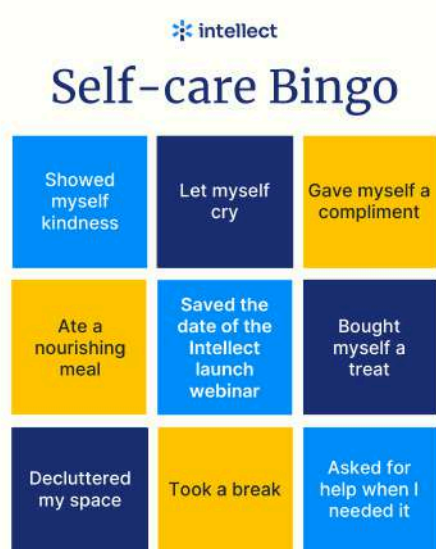 intellect
Self-care Bingo
Showed
myself
kindness
Let myself
cry
Gave myself a
compliment
Ate a
nourishing
meal
Saved the
date of the
Intellect
launch
webinar
Bought
myself a
treat
Decluttered
my space
Took a break
Asked for
help when I
needed it